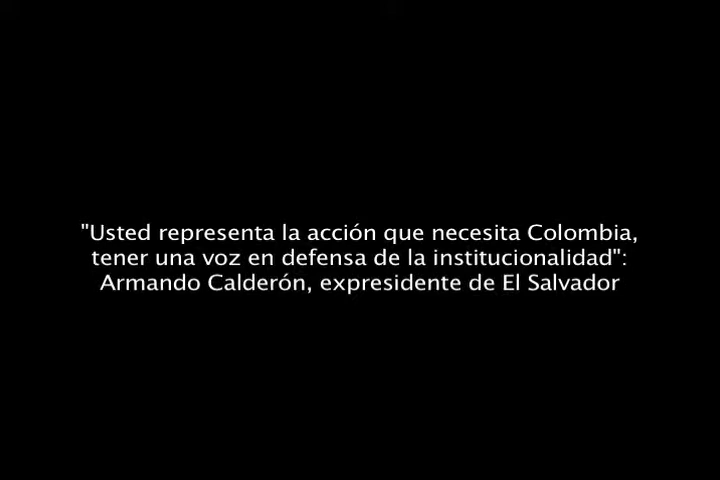 "Usted representa la acción que necesita Colombia,
tener una voz en defensa de la institucionalidad":
Armando Calderón, expresidente de El Salvador